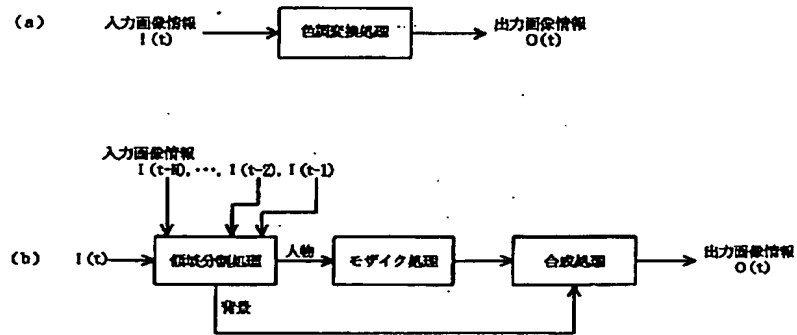 (a)
入力画像情報
I(t)
色調変換処理
出力画像情報
O(t)
入力画像情報
I(t-N),・・・, I(t-2), I(t-1)
(b)
I(t)
領域分割処理
人物
モザイク処理
合成処理
出力画像情報
O(t)
背景